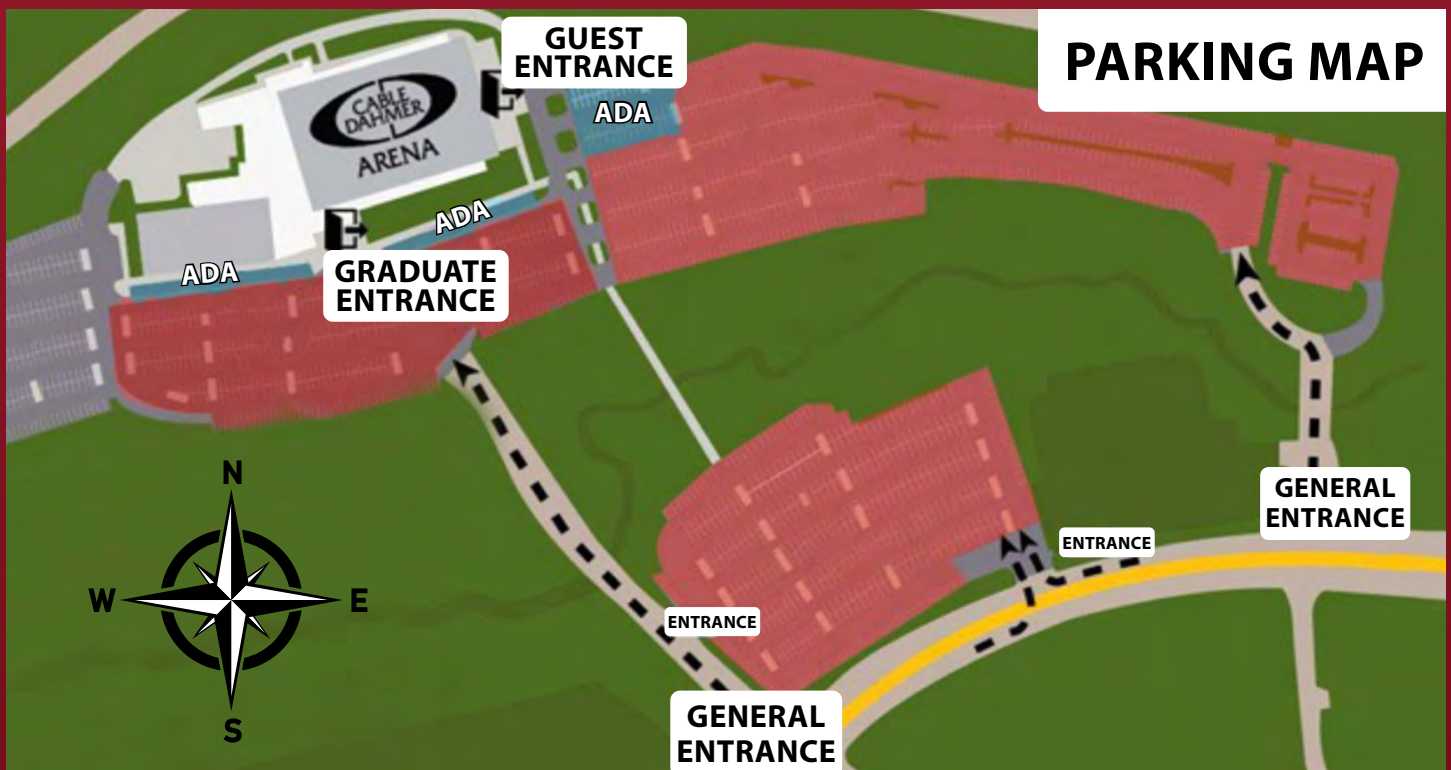 PARKING MAP
GUEST
ENTRANCE
CABLE
DAHMER
ARENA
ADA
ADA
ADA
GRADUATE
ENTRANCE
N
W
E
S
ENTRANCE
GENERAL
ENTRANCE
ENTRANCE
GENERAL
ENTRANCE